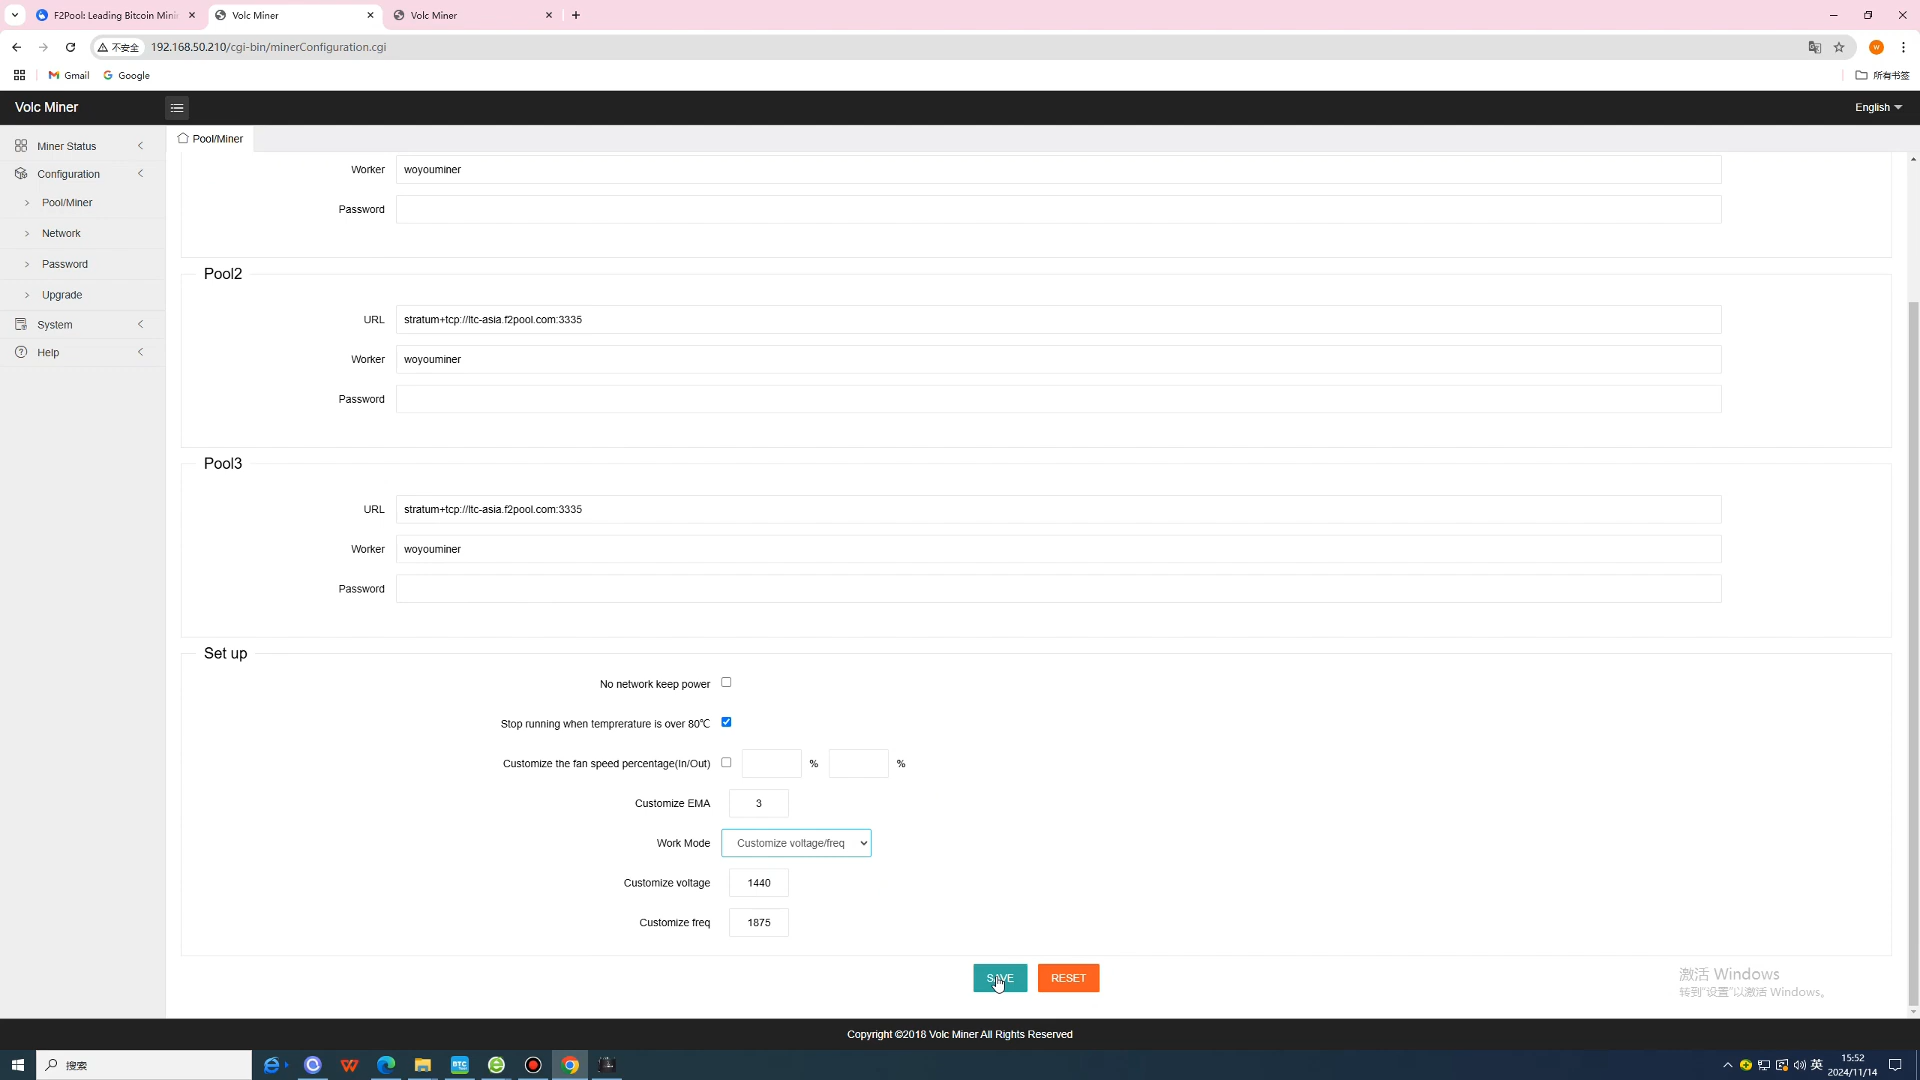 F2Pool: Leading Bitcoin Mini
Volc Miner
Volc Miner
不安全
192.168.50.210/cgi-bin/minerConfiguration.cgi
W
Gmail
Google
所有书签
Volc Miner
English
Miner Status
Configuration
Pool/Miner
Network
Password
Upgrade
System
Help
Pool/Miner
Worker
woyouminer
Password
Pool2
URL
stratum+tcp://ltc-asia.f2pool.com:3335
Worker
woyouminer
Password
Pool3
URL
stratum+tcp://ltc-asia.f2pool.com:3335
Worker
woyouminer
Password
Set up
No network keep power
Stop running when temprerature is over 80℃
Customize the fan speed percentage(In/Out)
%
%
Customize EMA
3
Work Mode
Customize voltage/freq
Customize voltage
1440
Customize freq
1875
SAVE
RESET
激活 Windows
转到"设置"以激活 Windows。
Copyright ©2018 Volc Miner All Rights Reserved
搜索
BTC
英
15:52
2024/11/14